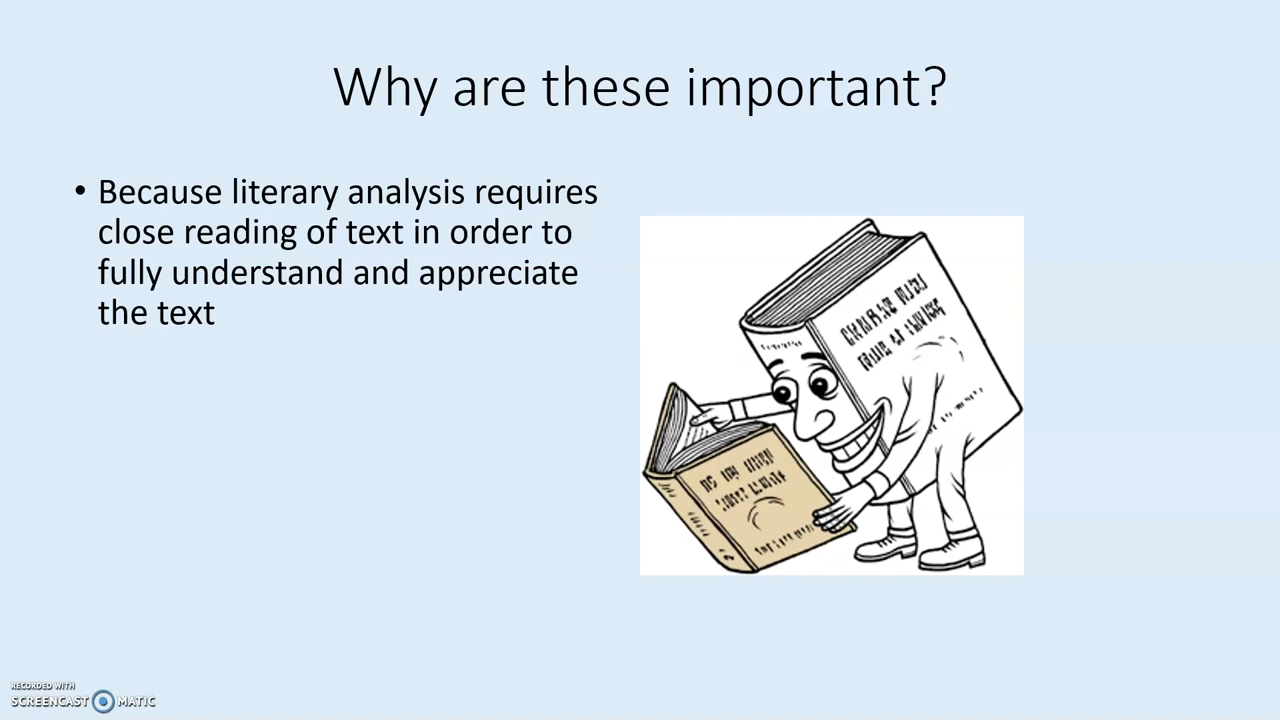 Why are these important?
• Because literary analysis requires
close reading of text in order to
fully understand and appreciate
the text
RECORDED WITH
SCREENCAST MATIC